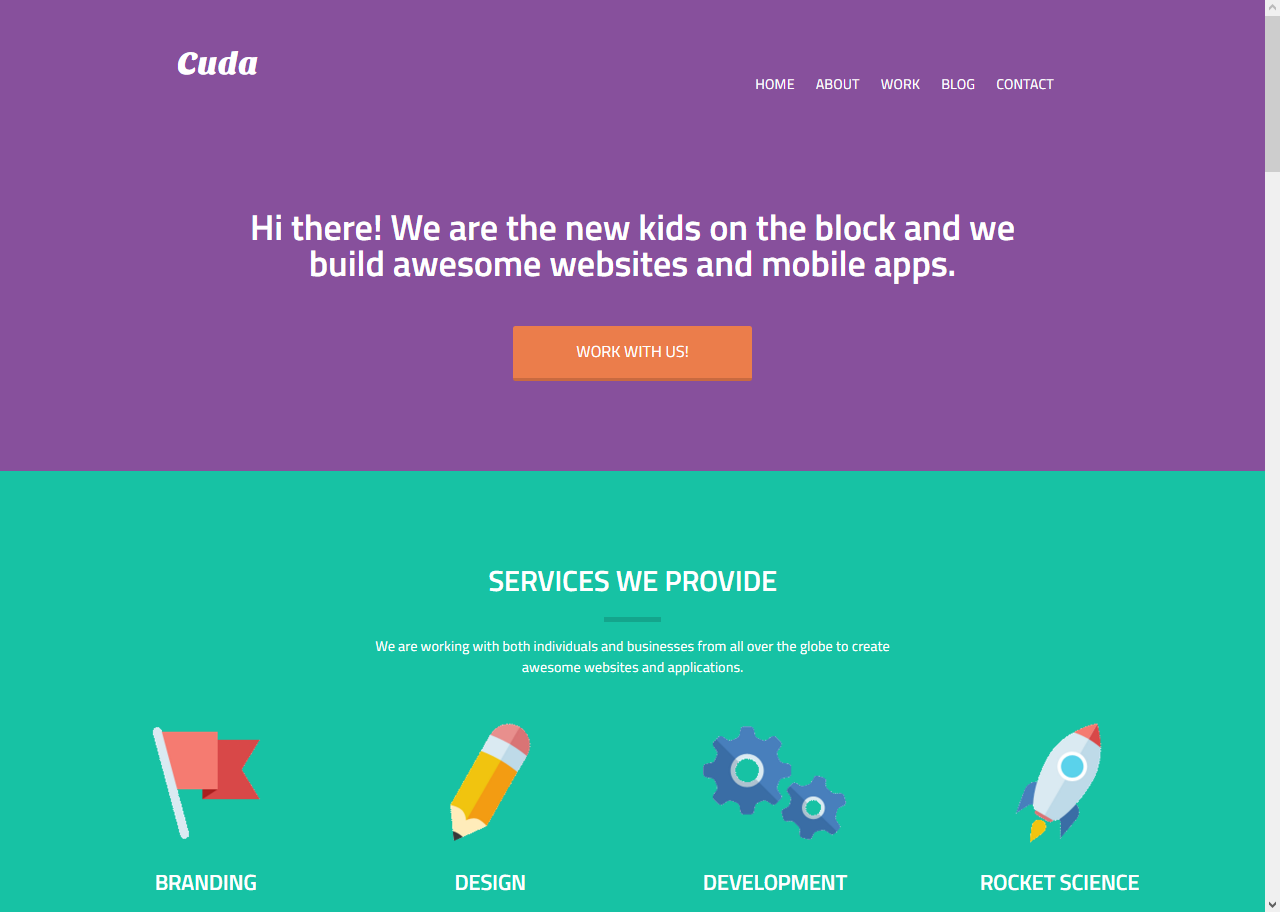 Cuda
HOME ABOUT WORK BLOG CONTACT
Hi there! We are the new kids on the block and we
build awesome websites and mobile apps.
WORK WITH US!
SERVICES WE PROVIDE
We are working with both individuals and businesses from all over the globe to create
awesome websites and applications.
BRANDING DESIGN DEVELOPMENT ROCKET SCIENCE